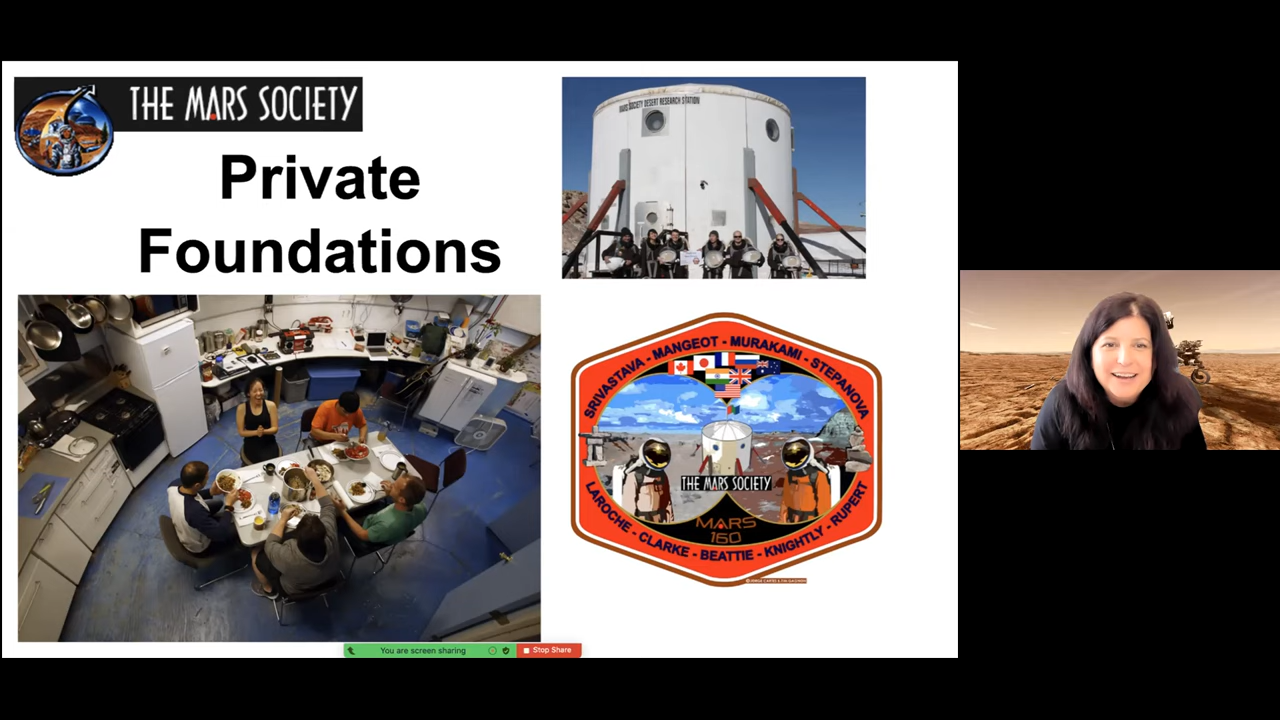 THE MARS SOCIETY
Private
Foundations
MARS SOCIETY DESERT RESEARCH STATION
SRIVASTAVA - MANGEOT - MURAKAMI - STEPANOVA
THE MARS SOCIETY
MARS
160
LAROCHE - CLARKE - BEATTIE - KNIGHTLY - RUPERT
You are screen sharing
Stop Share